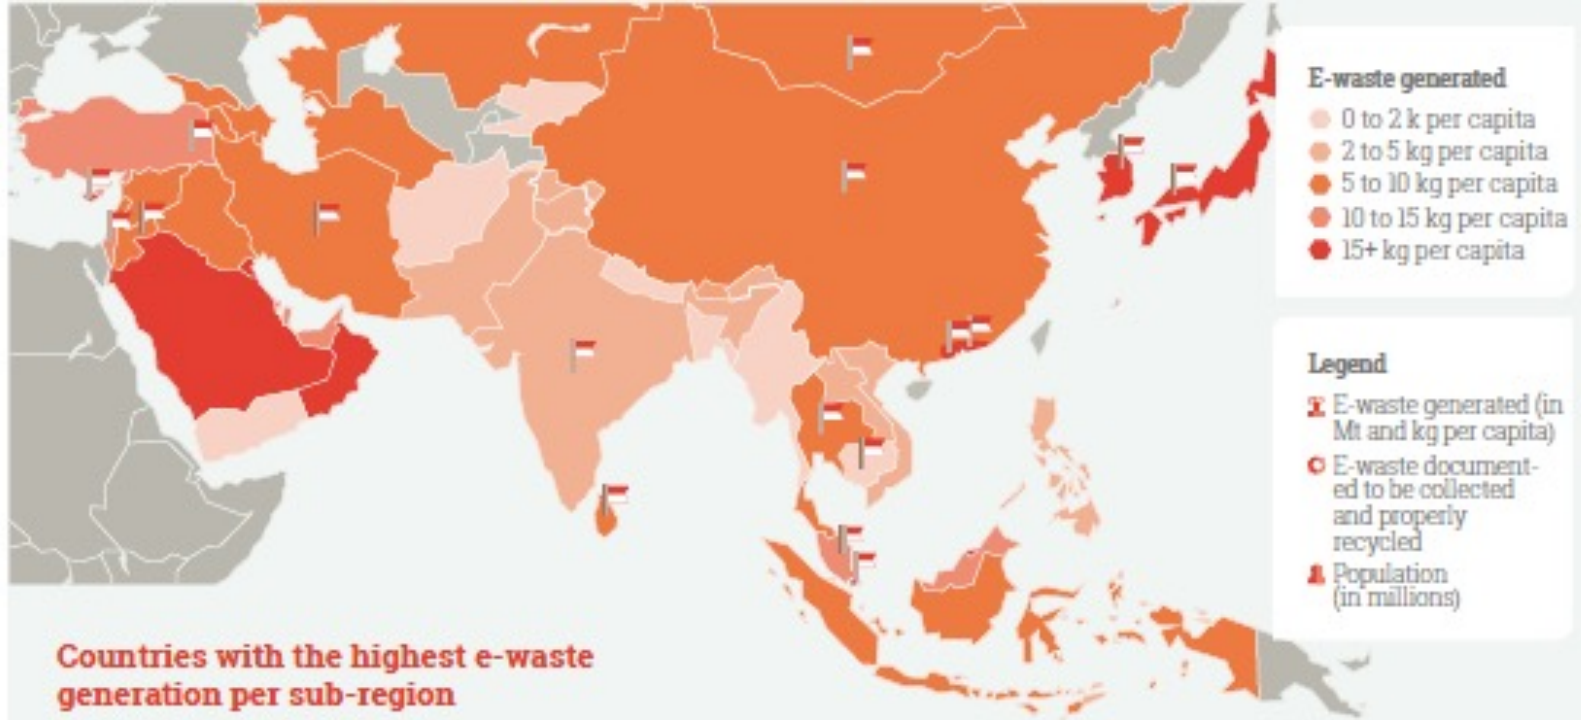 E-waste generated
0 to 2 k per capita
2 to 5 kg per capita
5 to 10 kg per capita
10 to 15 kg per capita
15+ kg per capita
Legend
E-waste generated (in
Mt and kg per capita)
E-waste document-
ed to be collected
and properly
recycled
Population
(in millions)
Countries with the highest e-waste
generation per sub-region